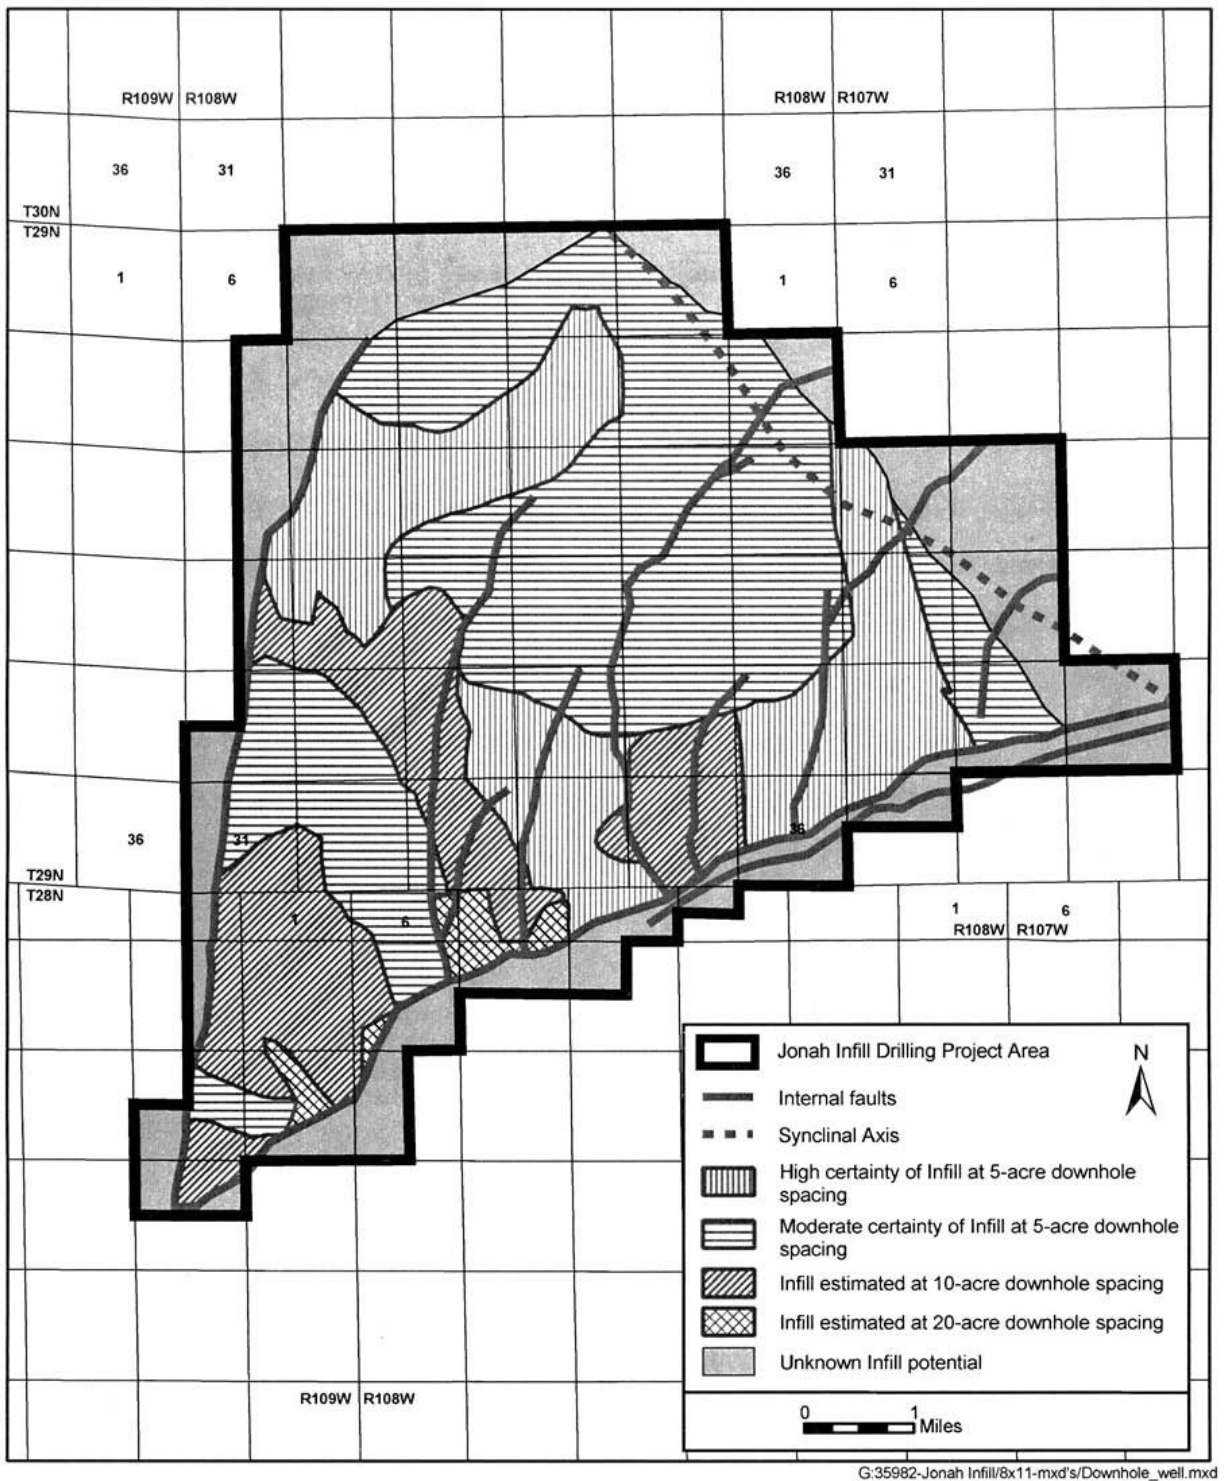 R109W R108W
R108W R107W
36
31
36
31
T30N
T29N
1
6
1
6
36
31
36
T29N
T28N
1
6
1
6
R108W R107W
1
Jonah Infill Drilling Project Area
N
Internal faults
Synclinal Axis
High certainty of Infill at 5-acre downhole
spacing
Moderate certainty of Infill at 5-acre downhole
spacing
Infill estimated at 10-acre downhole spacing
Infill estimated at 20-acre downhole spacing
Unknown Infill potential
R109W R108W
0 1
Miles
G:35982-Jonah Infill/8x11-mxd's/Downhole_well.mxd